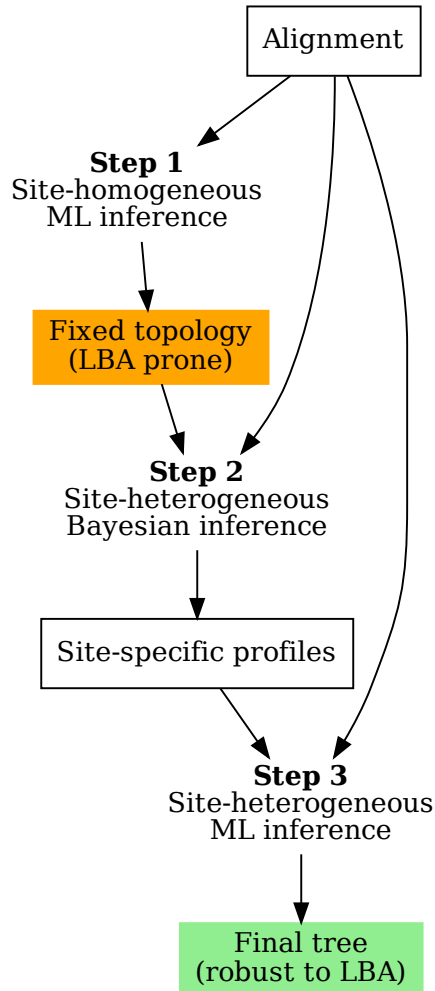 Alignment
Step 1
Site-homogeneous
ML inference
Fixed topology
(LBA prone)
Step 2
Site-heterogeneous
Bayesian inference
Site-specific profiles
Step 3
Site-heterogeneous
ML inference
Final tree
(robust to LBA)